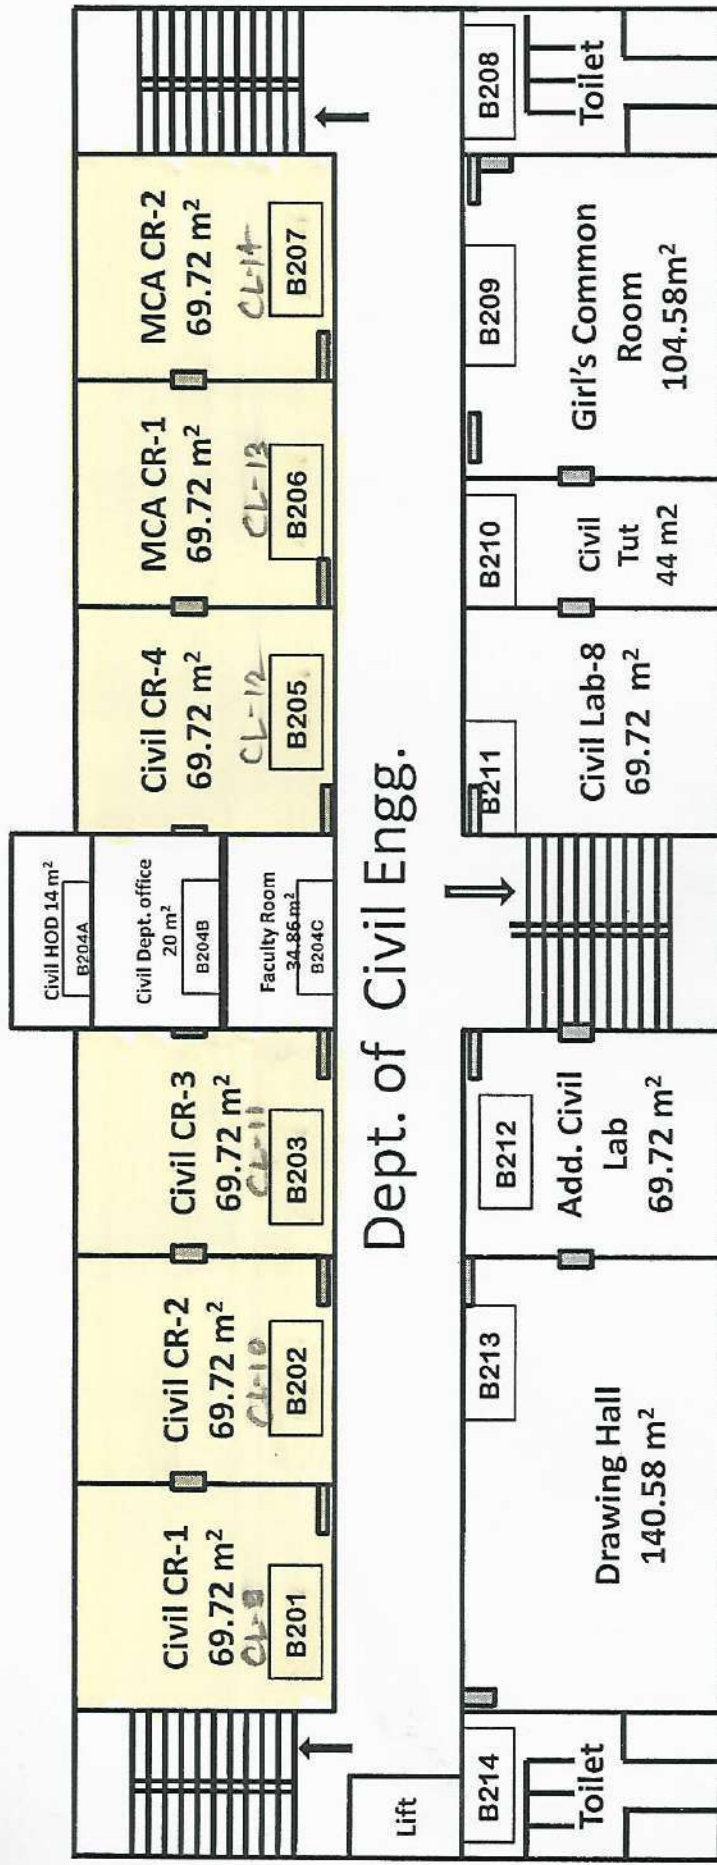 Civil CR-1
69.72 m²
B201
Civil CR-2
69.72 m²
CL-10
B202
Civil CR-3
69.72 m²
CL-11
B203
Civil HOD 14 m²
B204A
Civil Dept. office
20 m²
B204B
Faculty Room
34.86 m²
B204C
Civil CR-4
69.72 m²
CL-12
B205
MCA CR-1
69.72 m²
CL-13
B206
MCA CR-2
69.72 m²
CL-14
B207
Dept. of Civil Engg.
Lift
B214
Toilet
B213
Drawing Hall
140.58 m²
B212
Add. Civil
Lab
69.72 m²
B211
Civil Lab-8
69.72 m²
B210
Civil
Tut
44 m2
B209
Girl's Common
Room
104.58m²
B208
Toilet